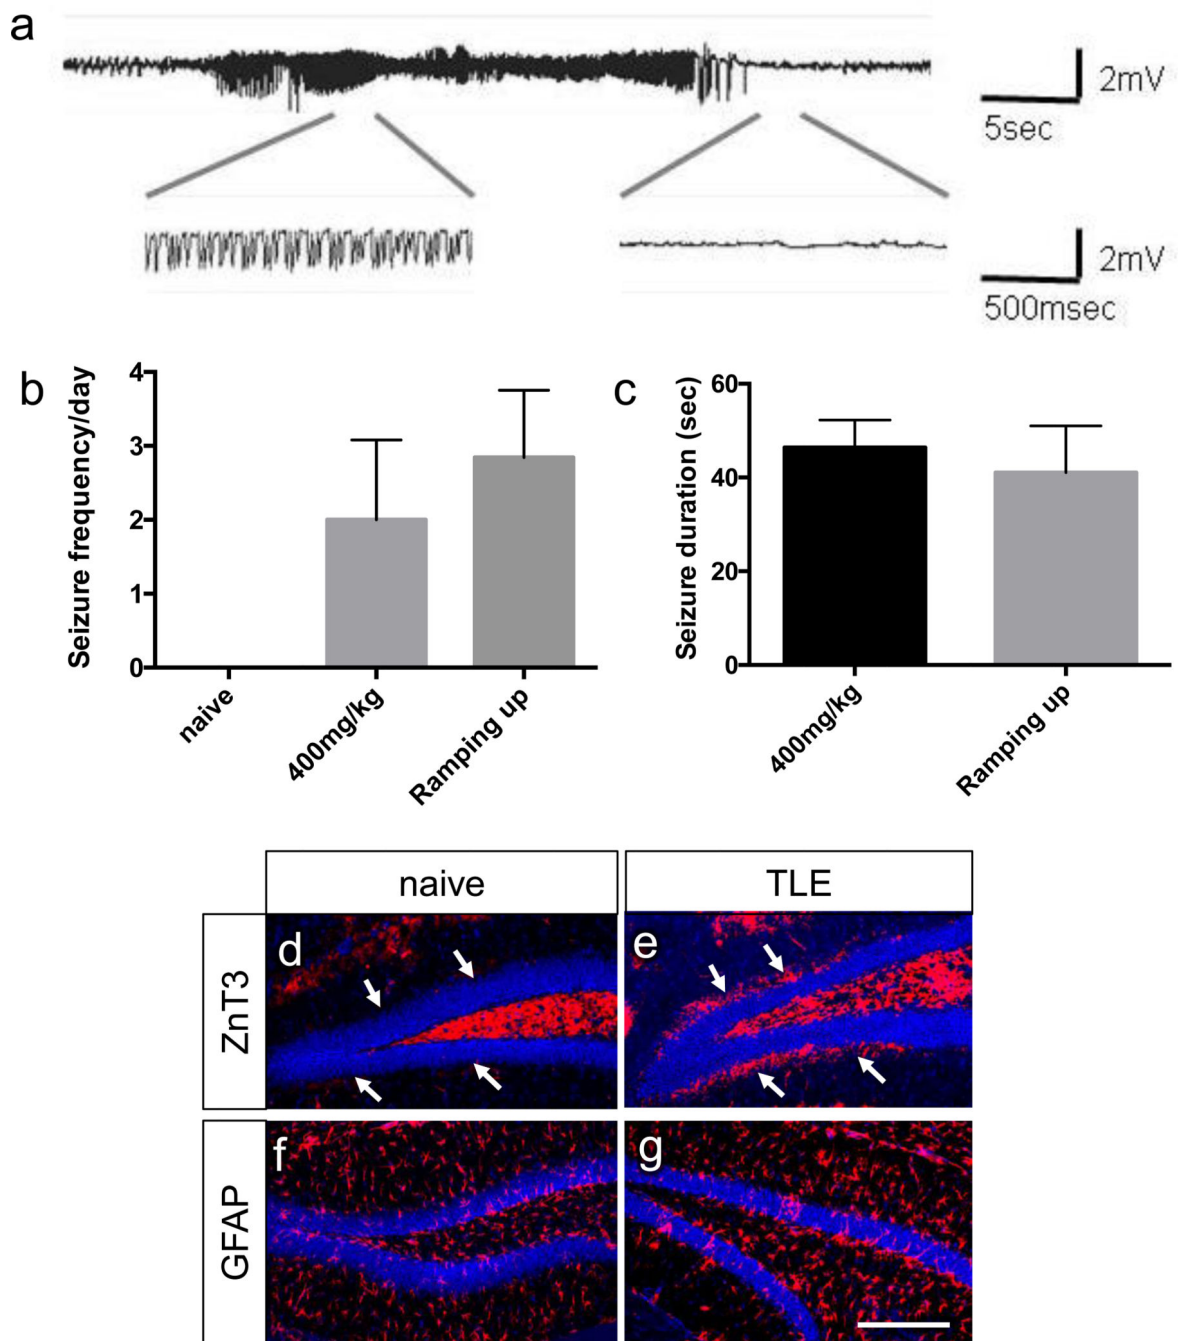 a
2mV
5sec
2mV
500msec
b
Seizure frequency/day
4
3
2
1
0
naive
400mg/kg
Ramping up
c
Seizure duration (sec)
60
40
20
0
400mg/kg
Ramping up
naive
TLE
ZnT3
d
e
GFAP
f
g